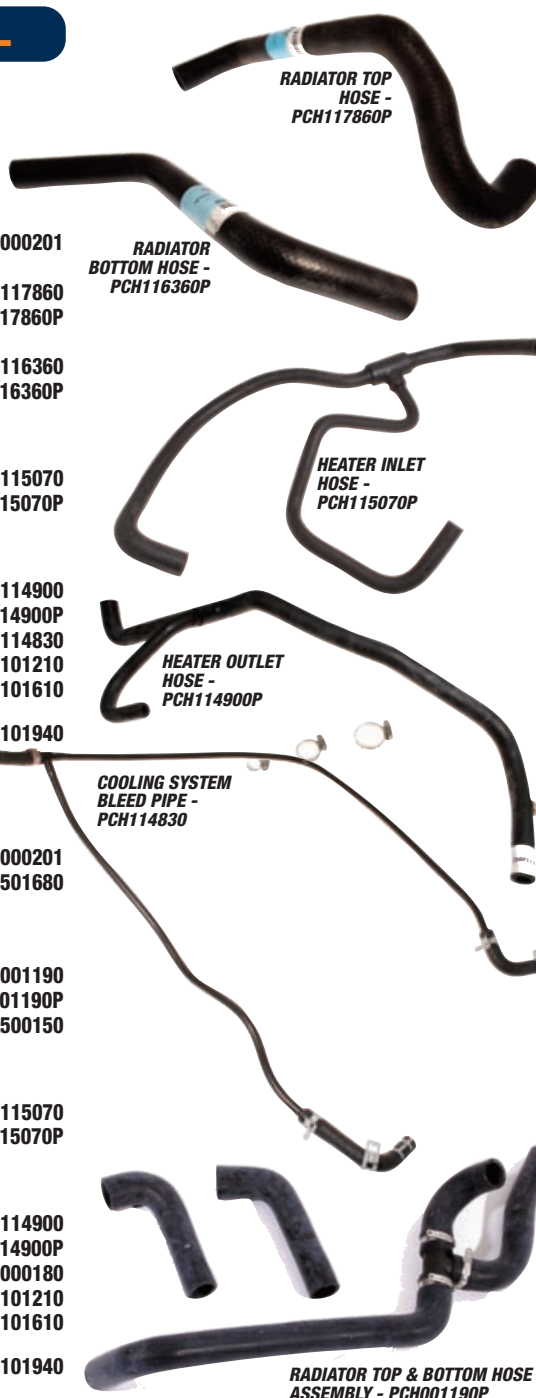 RADIATOR TOP
HOSE -
PCH117860P
000201
RADIATOR
BOTTOM HOSE -
PCH116360P
117860
17860P
116360
16360P
HEATER INLET
HOSE -
PCH115070P
115070
15070P
114900
14900P
114830
101210
101610
HEATER OUTLET
HOSE -
PCH114900P
101940
COOLING SYSTEM
BLEED PIPE -
PCH114830
000201
501680
001190
01190P
500150
115070
15070P
114900
14900P
000180
101210
101610
101940
RADIATOR TOP & BOTTOM HOSE
ASSEMBLY - PCH001190P